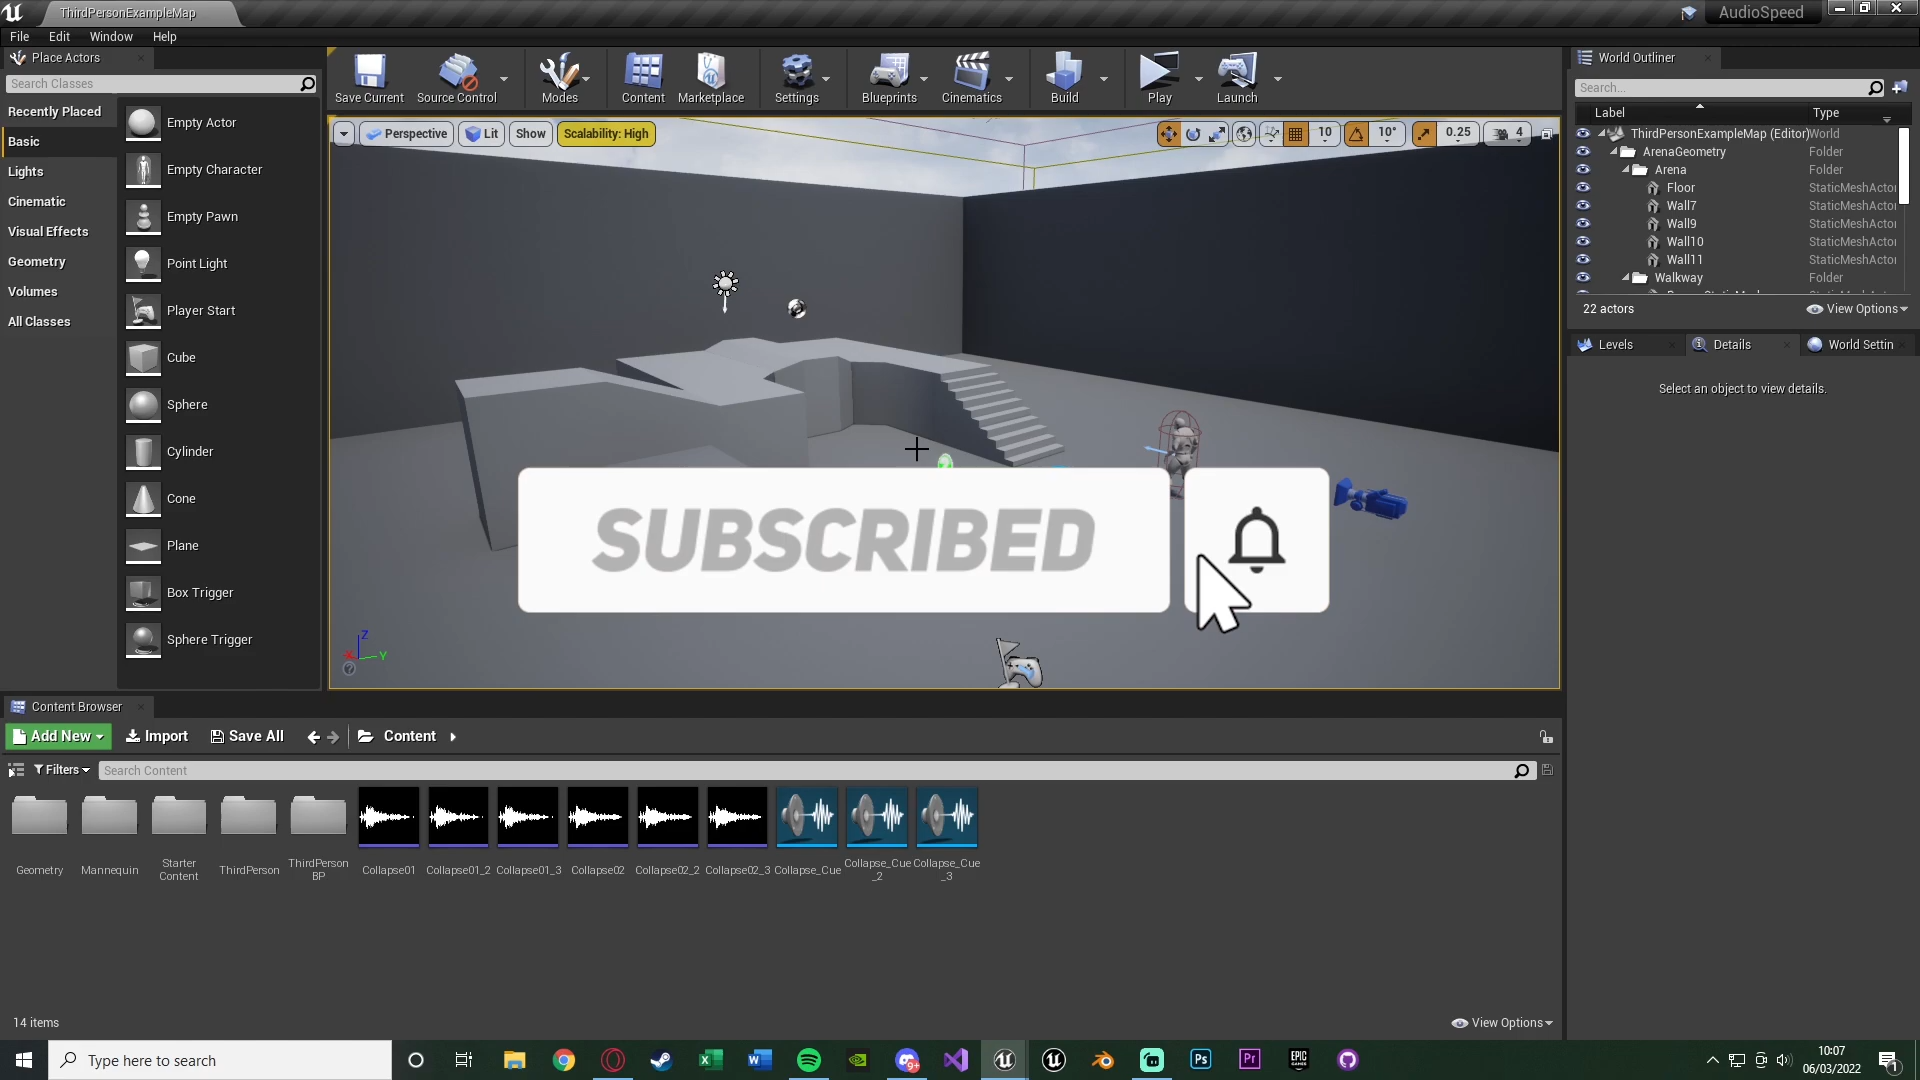 ThirdPersonExampleMap
AudioSpeed
File Edit Window Help
Place Actors
Search Classes
Recently Placed
Basic
Lights
Cinematic
Visual Effects
Geometry
Volumes
All Classes
Empty Actor
Empty Character
Empty Pawn
Point Light
Player Start
Cube
Sphere
Cylinder
Cone
Plane
Box Trigger
Sphere Trigger
Save Current Source Control Modes Content Marketplace Settings Blueprints Cinematics Build Play Launch
Perspective Lit Show Scalability: High 10 10° 0.25 4
SUBSCRIBED
Z
X Y
World Outliner
Search...
Label Type
ThirdPersonExampleMap (Editor) World
ArenaGeometry Folder
Arena Folder
Floor StaticMeshActor
Wall7 StaticMeshActor
Wall9 StaticMeshActor
Wall10 StaticMeshActor
Wall11 StaticMeshActor
Walkway Folder
22 actors View Options
Levels Details World Settin
Select an object to view details.
Content Browser
Add New Import Save All Content
Filters Search Content
Geometry
Mannequin
Starter
Content
ThirdPerson
ThirdPerson
BP
Collapse01
Collapse01_2
Collapse01_3
Collapse02
Collapse02_2
Collapse02_3
Collapse_Cue
Collapse_Cue
_2
Collapse_Cue
_3
14 items View Options
Type here to search
9+
Ps
Pr
EPIC
GAMES
10:07
06/03/2022
1